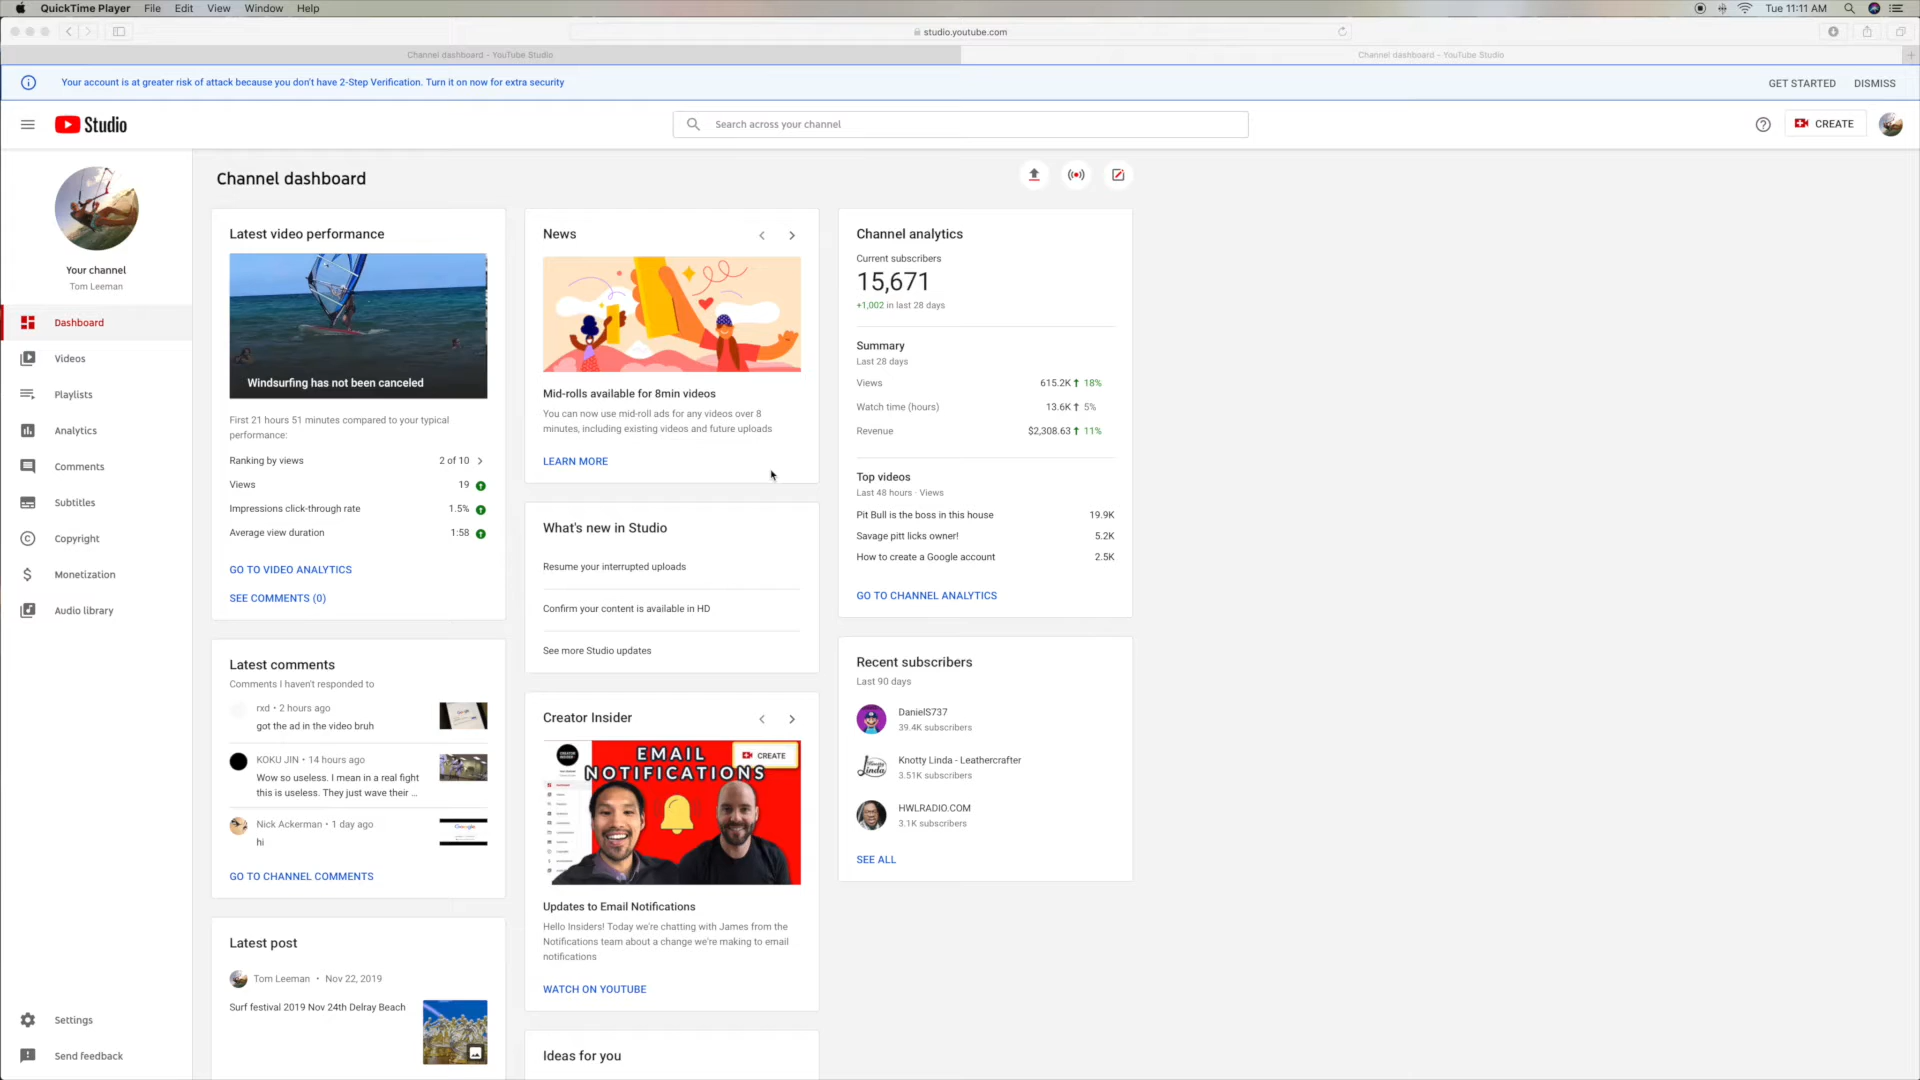 QuickTime Player File Edit View Window Help Tue 11:11 AM
studio.youtube.com
Channel dashboard - YouTube Studio Channel dashboard - YouTube Studio
Your account is at greater risk of attack because you don't have 2-Step Verification. Turn it on now for extra security GET STARTED DISMISS
Studio Search across your channel CREATE
Your channel
Tom Leeman
Dashboard
Videos
Playlists
Analytics
Comments
Subtitles
Copyright
Monetization
Audio library
Settings
Send feedback
Channel dashboard
Latest video performance
Windsurfing has not been canceled
First 21 hours 51 minutes compared to your typical
performance:
Ranking by views 2 of 10
Views 19
Impressions click-through rate 1.5%
Average view duration 1:58
GO TO VIDEO ANALYTICS
SEE COMMENTS (0)
Latest comments
Comments I haven't responded to
rxd • 2 hours ago
got the ad in the video bruh
KOKU JIN • 14 hours ago
Wow so useless. I mean in a real fight
this is useless. They just wave their ...
Nick Ackerman • 1 day ago
hi
GO TO CHANNEL COMMENTS
Latest post
Tom Leeman • Nov 22, 2019
Surf festival 2019 Nov 24th Delray Beach
News
Mid-rolls available for 8min videos
You can now use mid-roll ads for any videos over 8
minutes, including existing videos and future uploads
LEARN MORE
What's new in Studio
Resume your interrupted uploads
Confirm your content is available in HD
See more Studio updates
Creator Insider
EMAIL
NOTIFICATIONS
CREATE
Updates to Email Notifications
Hello Insiders! Today we're chatting with James from the
Notifications team about a change we're making to email
notifications
WATCH ON YOUTUBE
Ideas for you
Channel analytics
Current subscribers
15,671
+1,002 in last 28 days
Summary
Last 28 days
Views 615.2K 18%
Watch time (hours) 13.6K 5%
Revenue $2,308.63 11%
Top videos
Last 48 hours · Views
Pit Bull is the boss in this house 19.9K
Savage pitt licks owner! 5.2K
How to create a Google account 2.5K
GO TO CHANNEL ANALYTICS
Recent subscribers
Last 90 days
DanielS737
39.4K subscribers
Knotty Linda - Leathercrafter
3.51K subscribers
HWLRADIO.COM
3.1K subscribers
SEE ALL